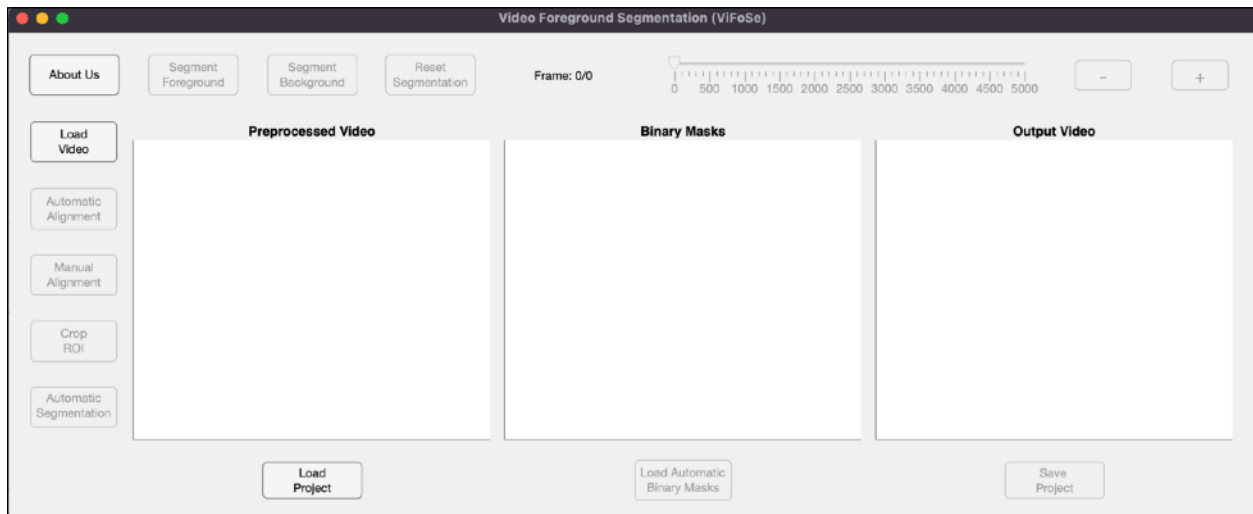 Video Foreground Segmentation (ViFoSe)
About Us
Segment
Foreground
Segment
Background
Reset
Segmentation
Frame: 0/0
0 500 1000 1500 2000 2500 3000 3500 4000 4500 5000
-
+
Load
Video
Automatic
Alignment
Manual
Alignment
Crop
ROI
Automatic
Segmentation
Preprocessed Video
Binary Masks
Output Video
Load
Project
Load Automatic
Binary Masks
Save
Project